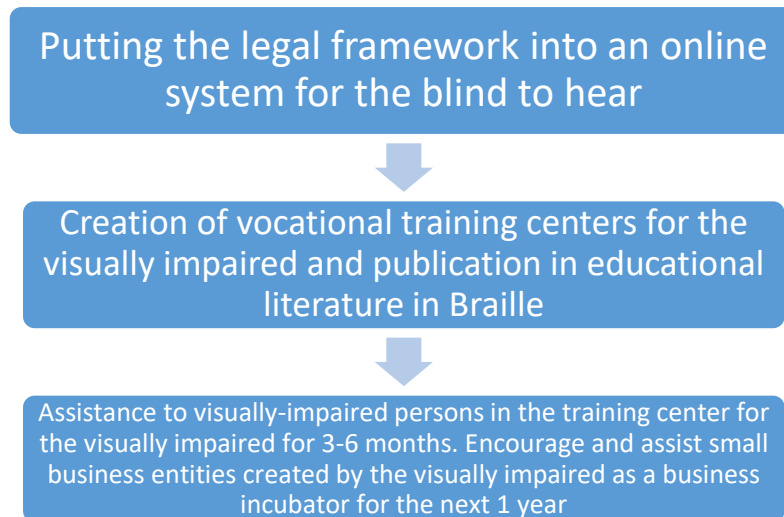 Putting the legal framework into an online
system for the blind to hear
Creation of vocational training centers for the
visually impaired and publication in educational
literature in Braille
Assistance to visually-impaired persons in the training center for
the visually impaired for 3-6 months. Encourage and assist small
business entities created by the visually impaired as a business
incubator for the next 1 year